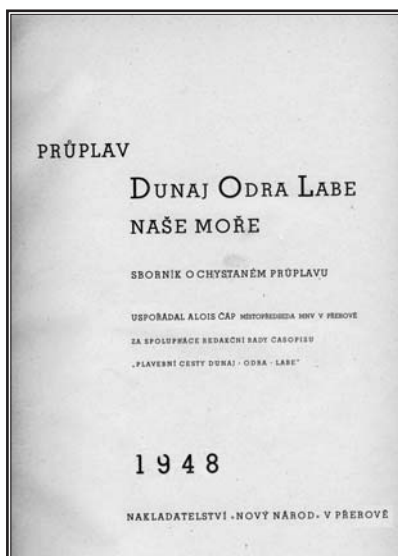 PRŮPLAV
DUNAJ ODRA LABE
NAŠE MOŘE
SBORNÍK O CHYSTANÉM PRŮPLAVU
USPOŘÁDAL ALOIS ČÁP MÍSTOPŘEDSEDA MNV V PŘEROVĚ
ZA SPOLUPRÁCE REDAKČNÍ RADY ČASOPISU
„PLAVEBNÍ CESTY DUNAJ - ODRA - LABE"
1948
NAKLADATELSTVÍ »NOVÝ NÁROD« V PŘEROVĚ